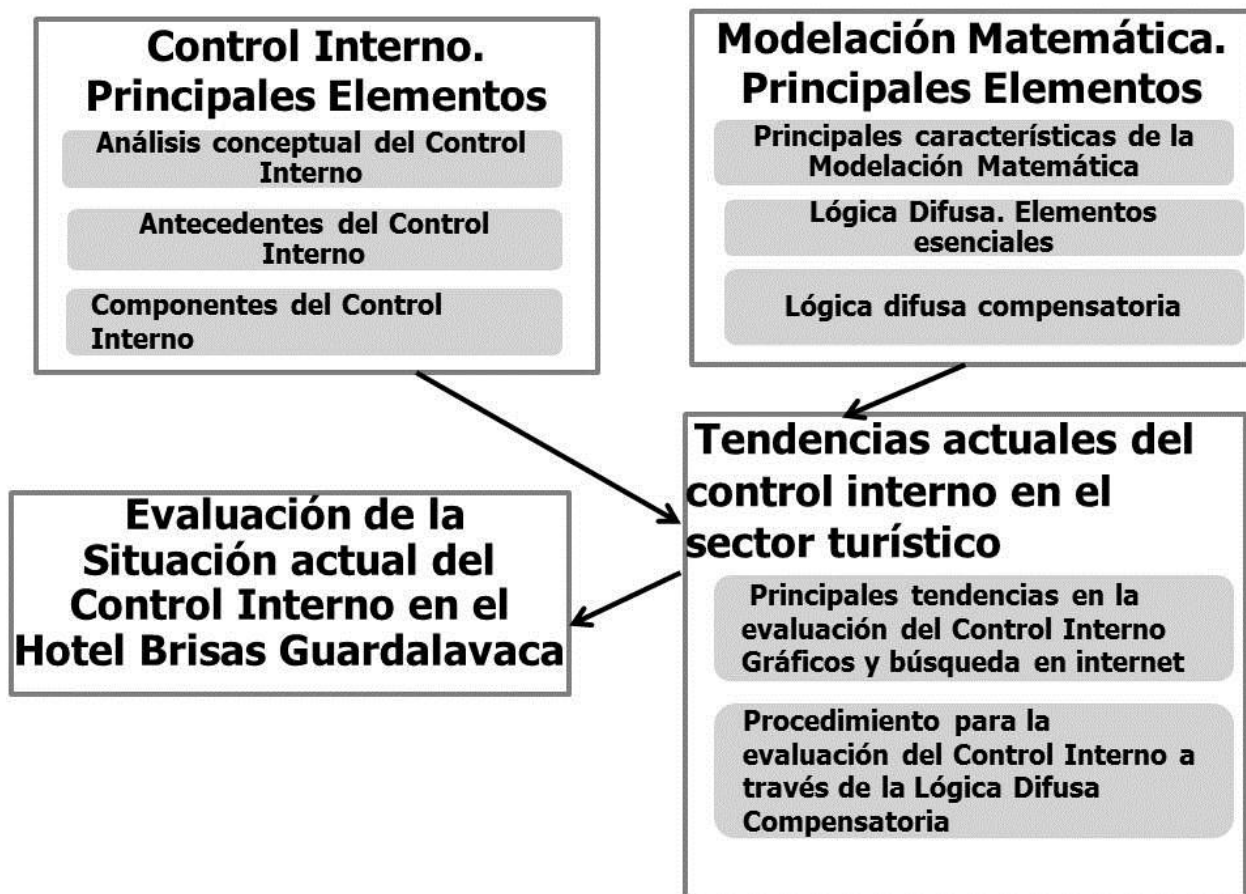 Control Interno.
Principales Elementos
Análisis conceptual del Control
Interno
Antecedentes del Control
Interno
Componentes del Control
Interno
Modelación Matemática.
Principales Elementos
Principales características de la
Modelación Matemática
Lógica Difusa. Elementos
esenciales
Lógica difusa compensatoria
Evaluación de la
Situación actual del
Control Interno en el
Hotel Brisas Guardalavaca
Tendencias actuales del
control interno en el
sector turístico
Principales tendencias en la
evaluación del Control Interno
Gráficos y búsqueda en internet
Procedimiento para la
evaluación del Control Interno a
través de la Lógica Difusa
Compensatoria